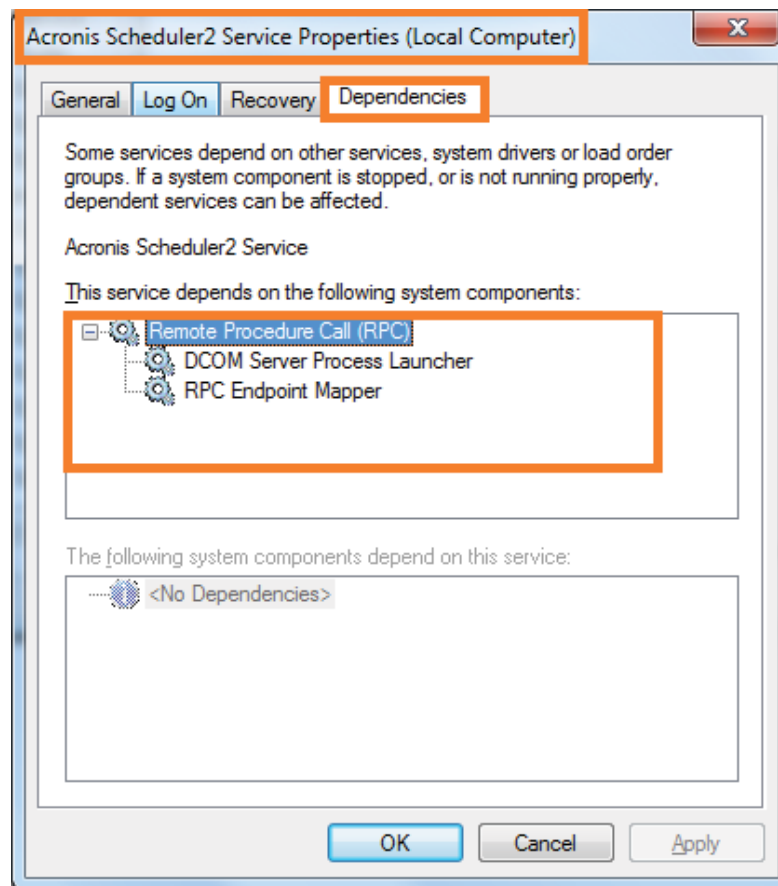 Acronis Scheduler2 Service Properties (Local Computer)
General Log On Recovery Dependencies
Some services depend on other services, system drivers or load order
groups. If a system component is stopped, or is not running properly,
dependent services can be affected.
Acronis Scheduler2 Service
This service depends on the following system components:
Remote Procedure Call (RPC)
DCOM Server Process Launcher
RPC Endpoint Mapper
The following system components depend on this service:
<No Dependencies>
OK Cancel Apply